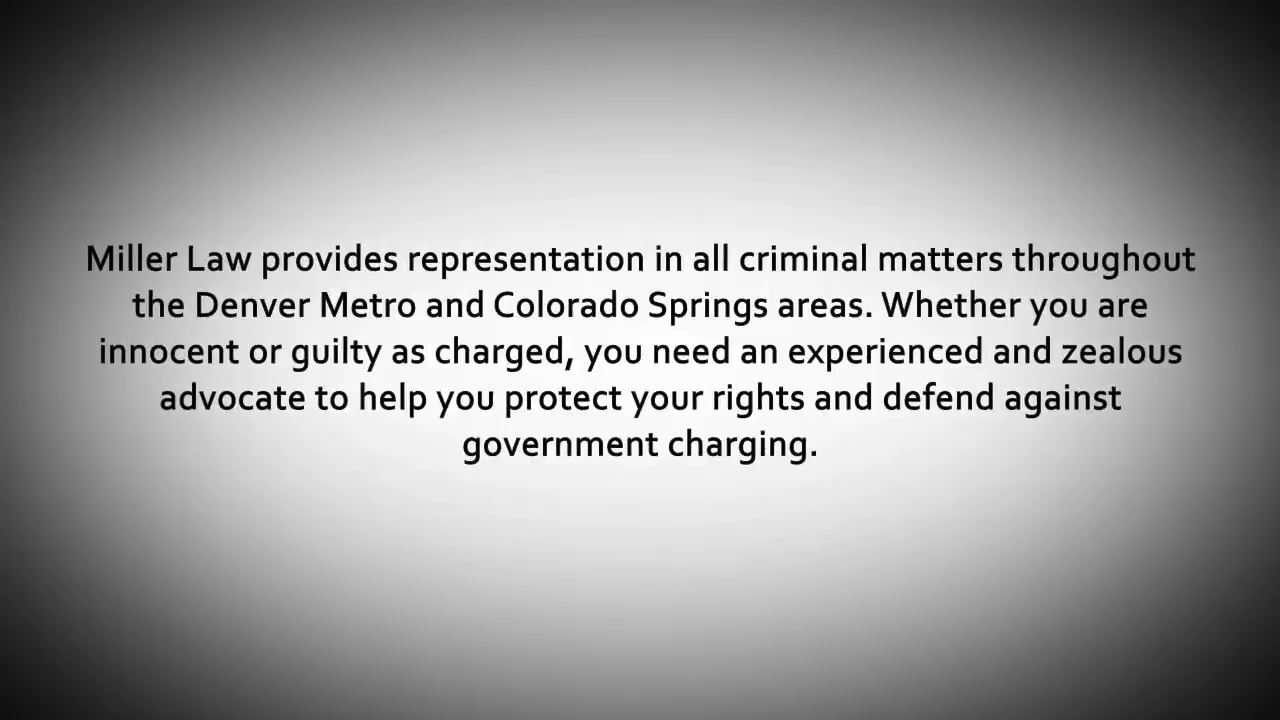 Miller Law provides representation in all criminal matters throughout
the Denver Metro and Colorado Springs areas. Whether you are
innocent or guilty as charged, you need an experienced and zealous
advocate to help you protect your rights and defend against
government charging.